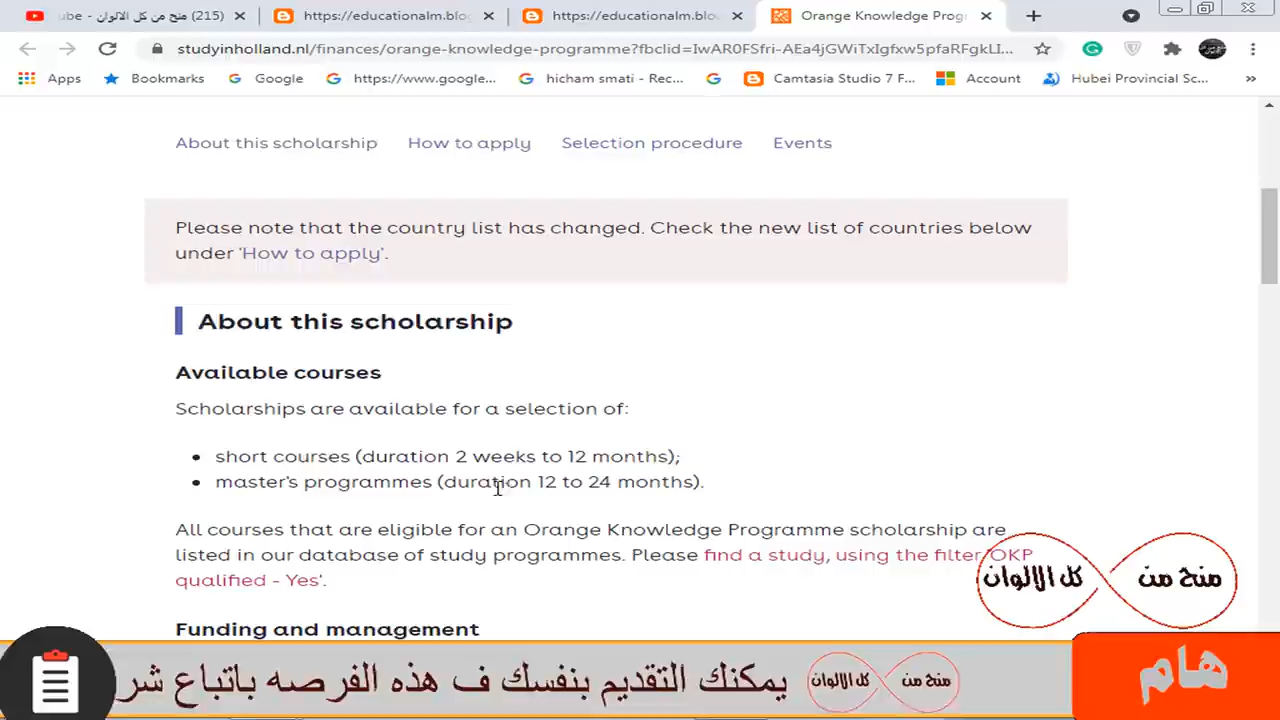 (215) منح من كل الالوان - ube
https://educationalm.blo
https://educationalm.blo
Orange Knowledge Prog
studyinholland.nl/finances/orange-knowledge-programme?fbclid=IwAR0FSfri-AEa4jGWiTxIgfxw5pfaRFgkLI...
Apps
Bookmarks
Google
https://www.google...
hicham smati - Rec...
Camtasia Studio 7 F...
Account
Hubei Provincial Sc...
»
About this scholarship
How to apply
Selection procedure
Events
Please note that the country list has changed. Check the new list of countries below
under 'How to apply'.
About this scholarship
Available courses
Scholarships are available for a selection of:
• short courses (duration 2 weeks to 12 months);
• master's programmes (duration 12 to 24 months).
All courses that are eligible for an Orange Knowledge Programme scholarship are
listed in our database of study programmes. Please find a study, using the filter 'OKP
qualified - Yes'.
منح من كل الالوان
Funding and management
هام
يمكنك التقديم بنفسك ف هذه الفرصه باتباع شر
منح من كل الالوان